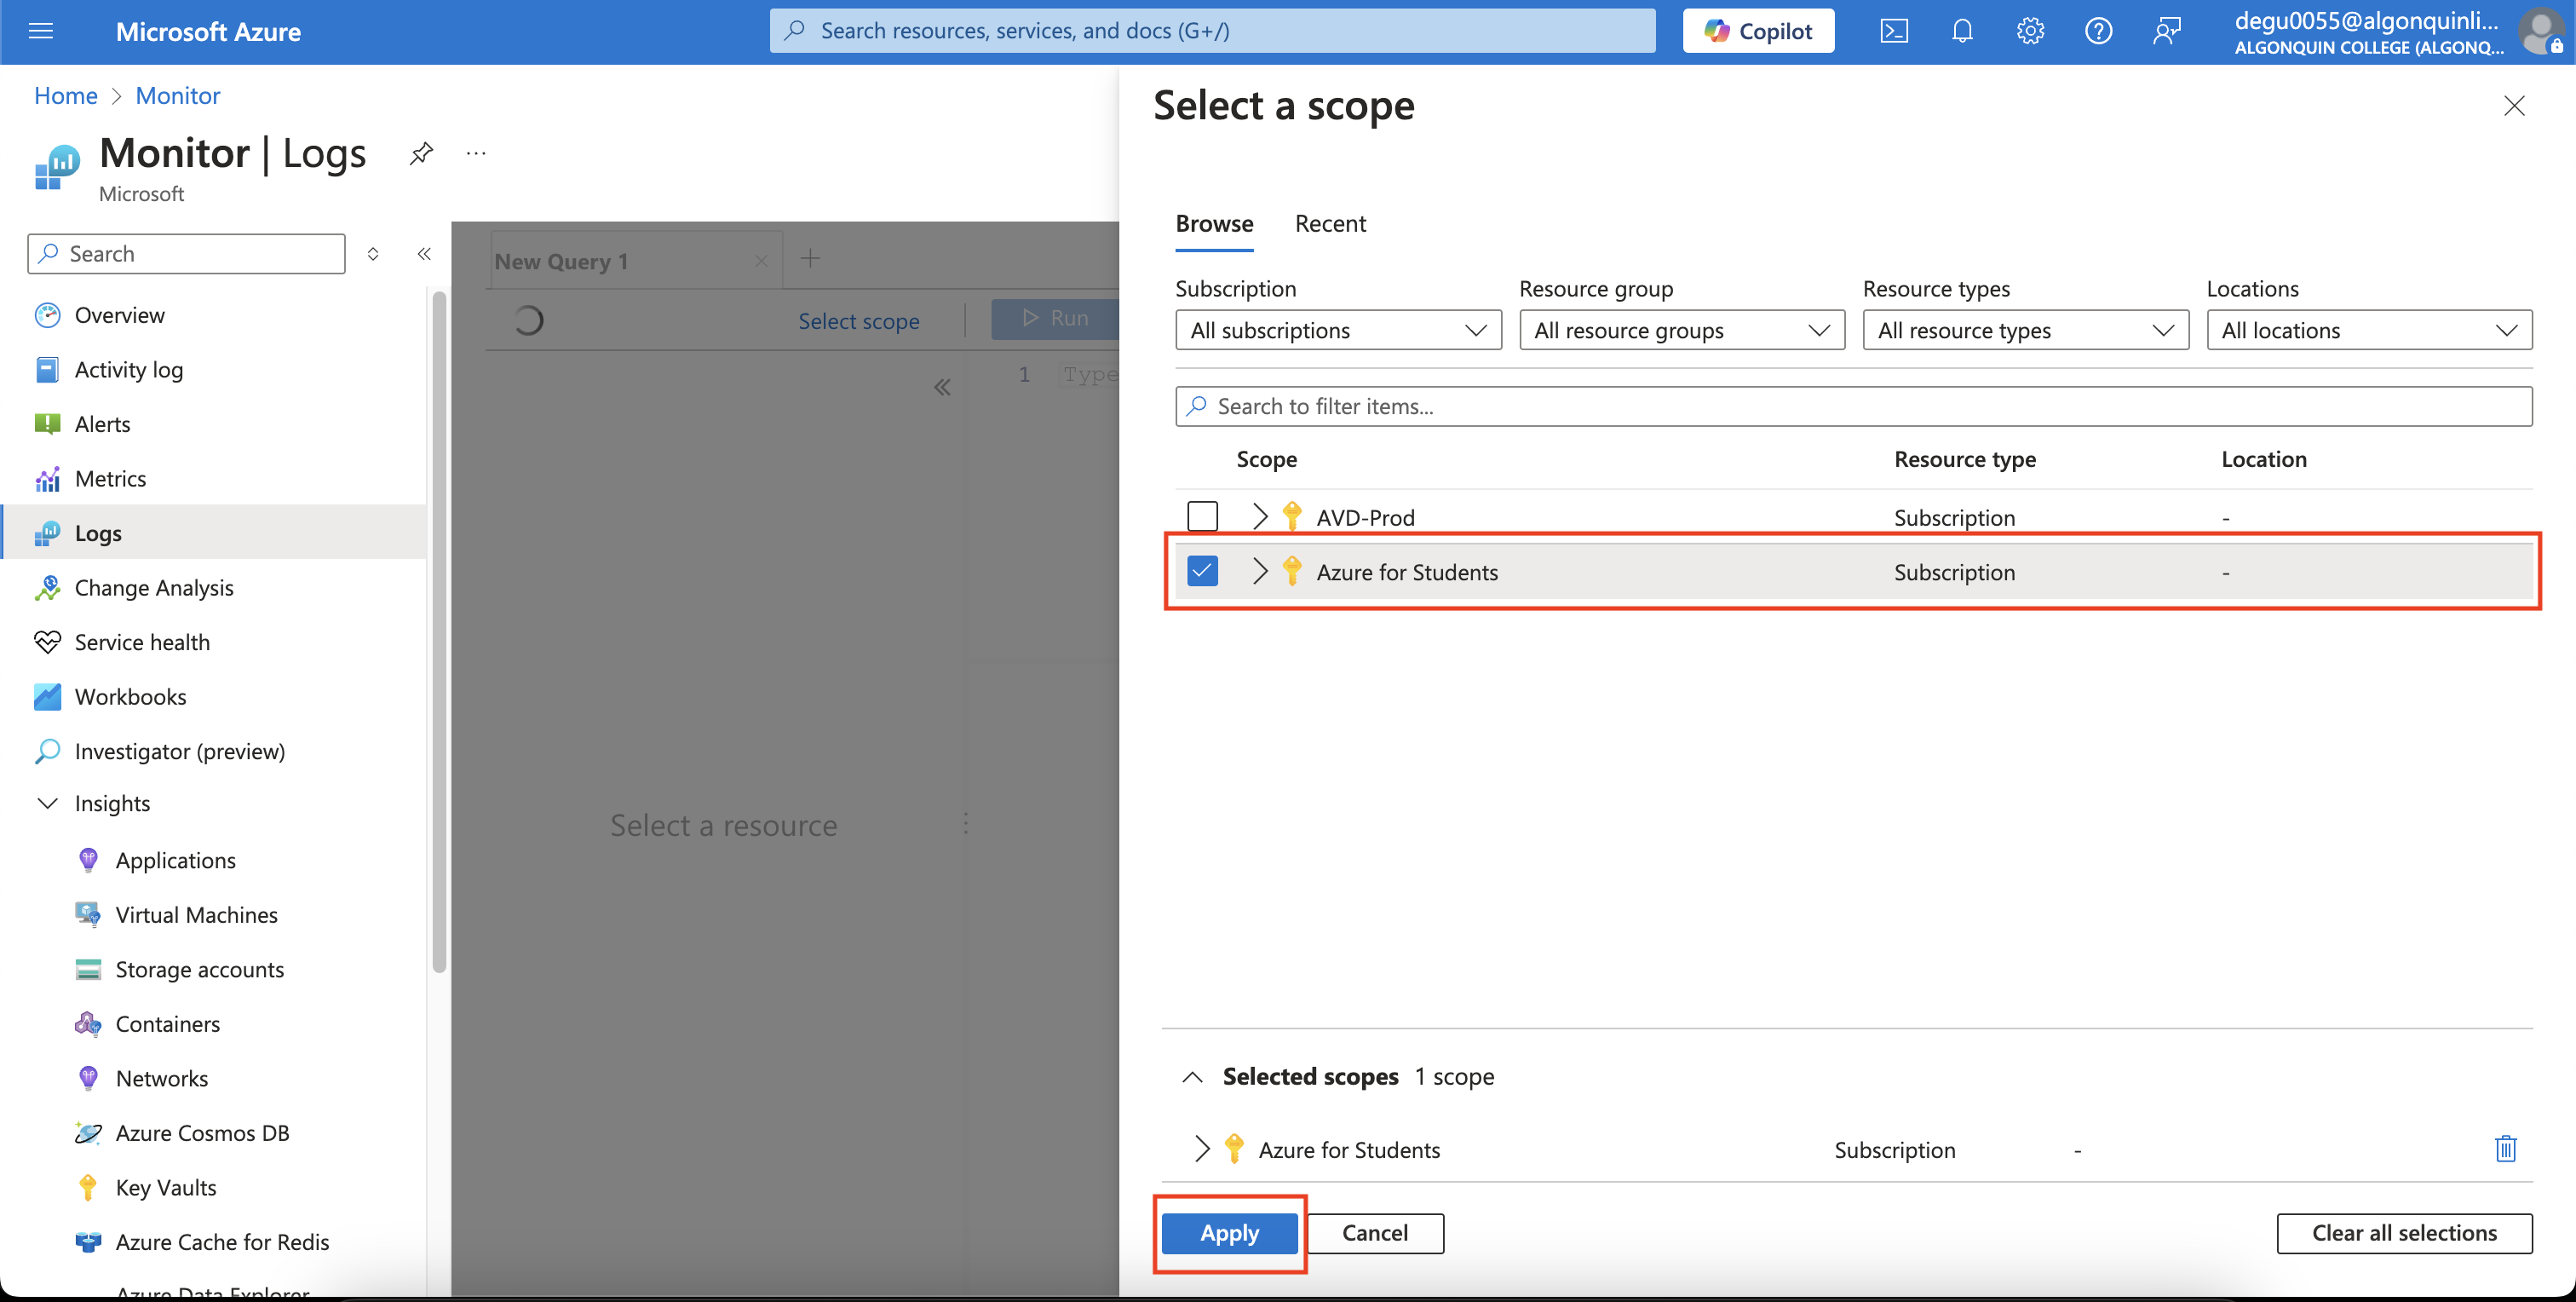 Microsoft Azure
Search resources, services, and docs (G+/)
Copilot
degu0055@algonquinli...
ALGONQUIN COLLEGE (ALGONQ...
Home > Monitor
Monitor | Logs
...
Microsoft
Search
Overview
Activity log
Alerts
Metrics
Logs
Change Analysis
Service health
Workbooks
Investigator (preview)
Insights
Applications
Virtual Machines
Storage accounts
Containers
Networks
Azure Cosmos DB
Key Vaults
Azure Cache for Redis
Azure Data Explorer
New Query 1
Select scope
Run
1 Type
Select a resource
Select a scope
Browse Recent
Subscription Resource group Resource types Locations
All subscriptions All resource groups All resource types All locations
Search to filter items...
Scope Resource type Location
AVD-Prod Subscription -
Azure for Students Subscription -
Selected scopes 1 scope
Azure for Students Subscription -
Apply Cancel Clear all selections